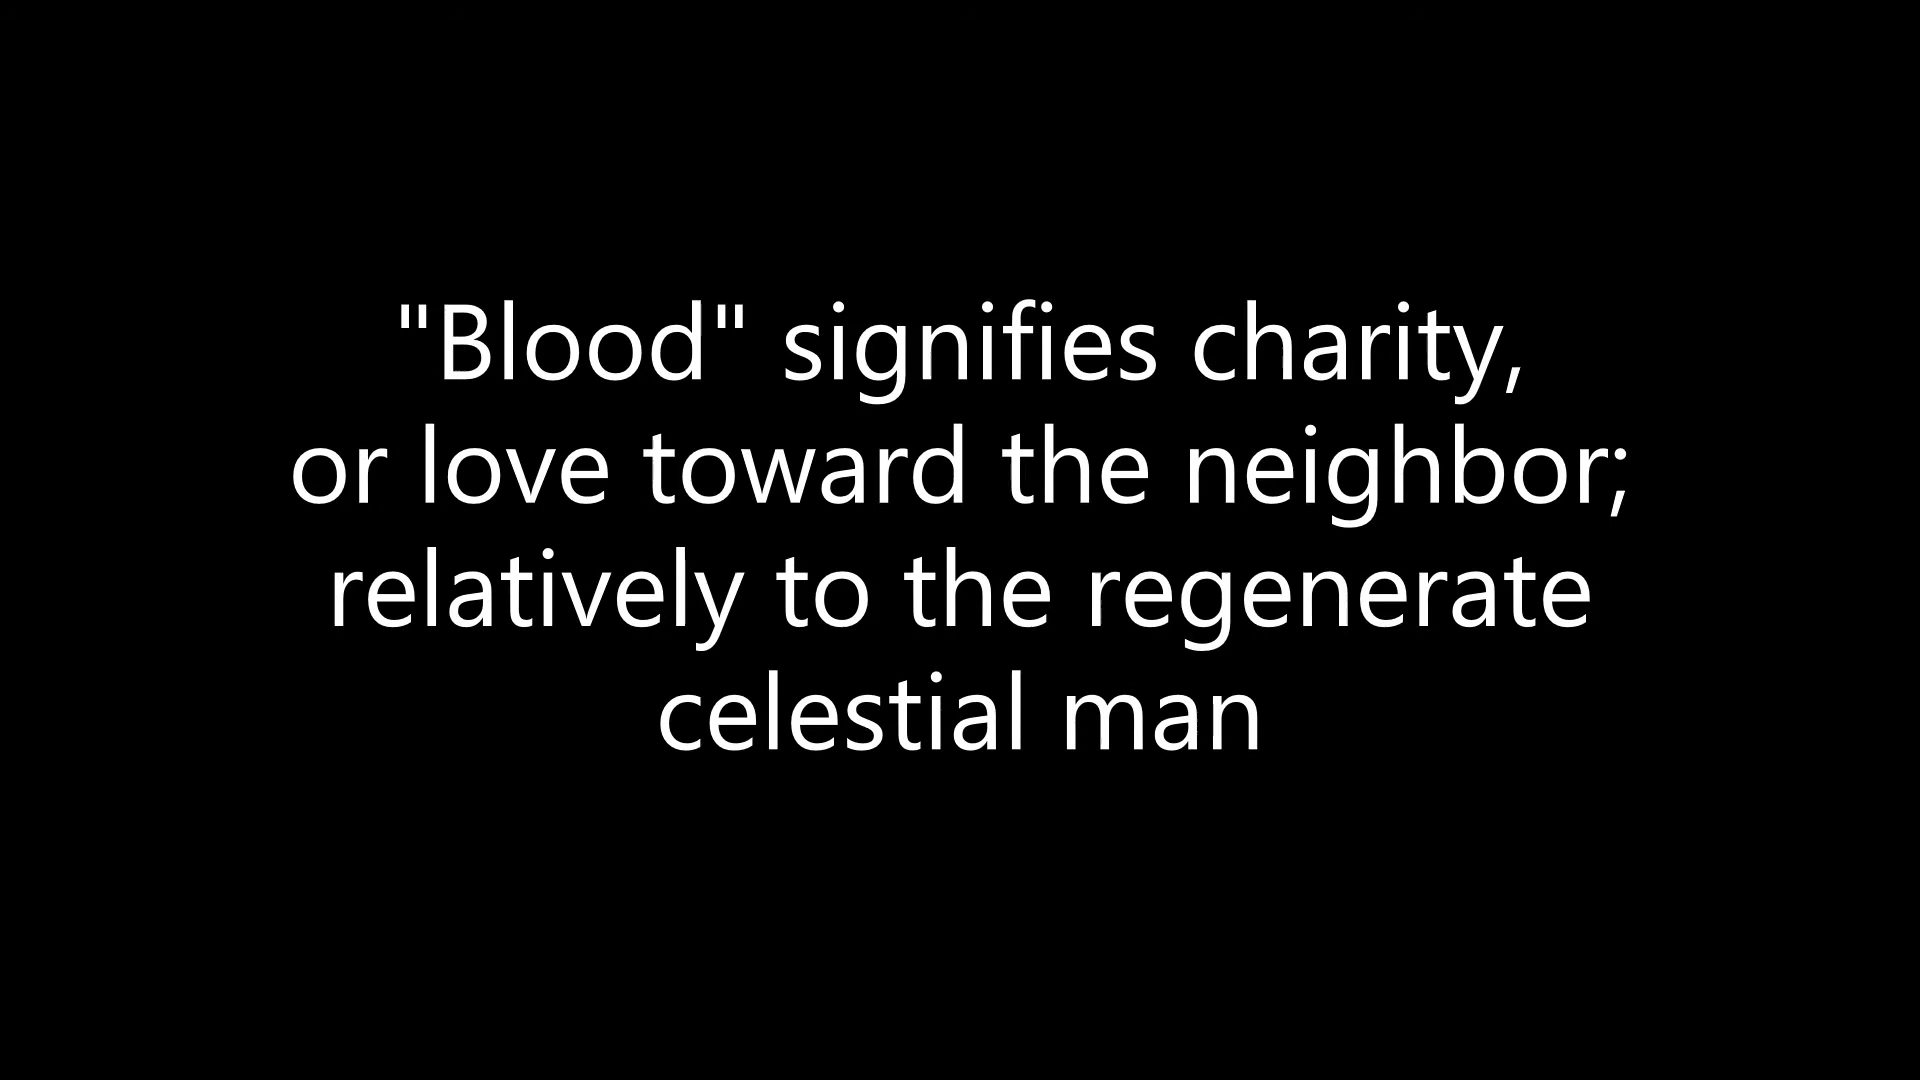 "Blood" signifies charity,
or love toward the neighbor;
relatively to the regenerate
celestial man